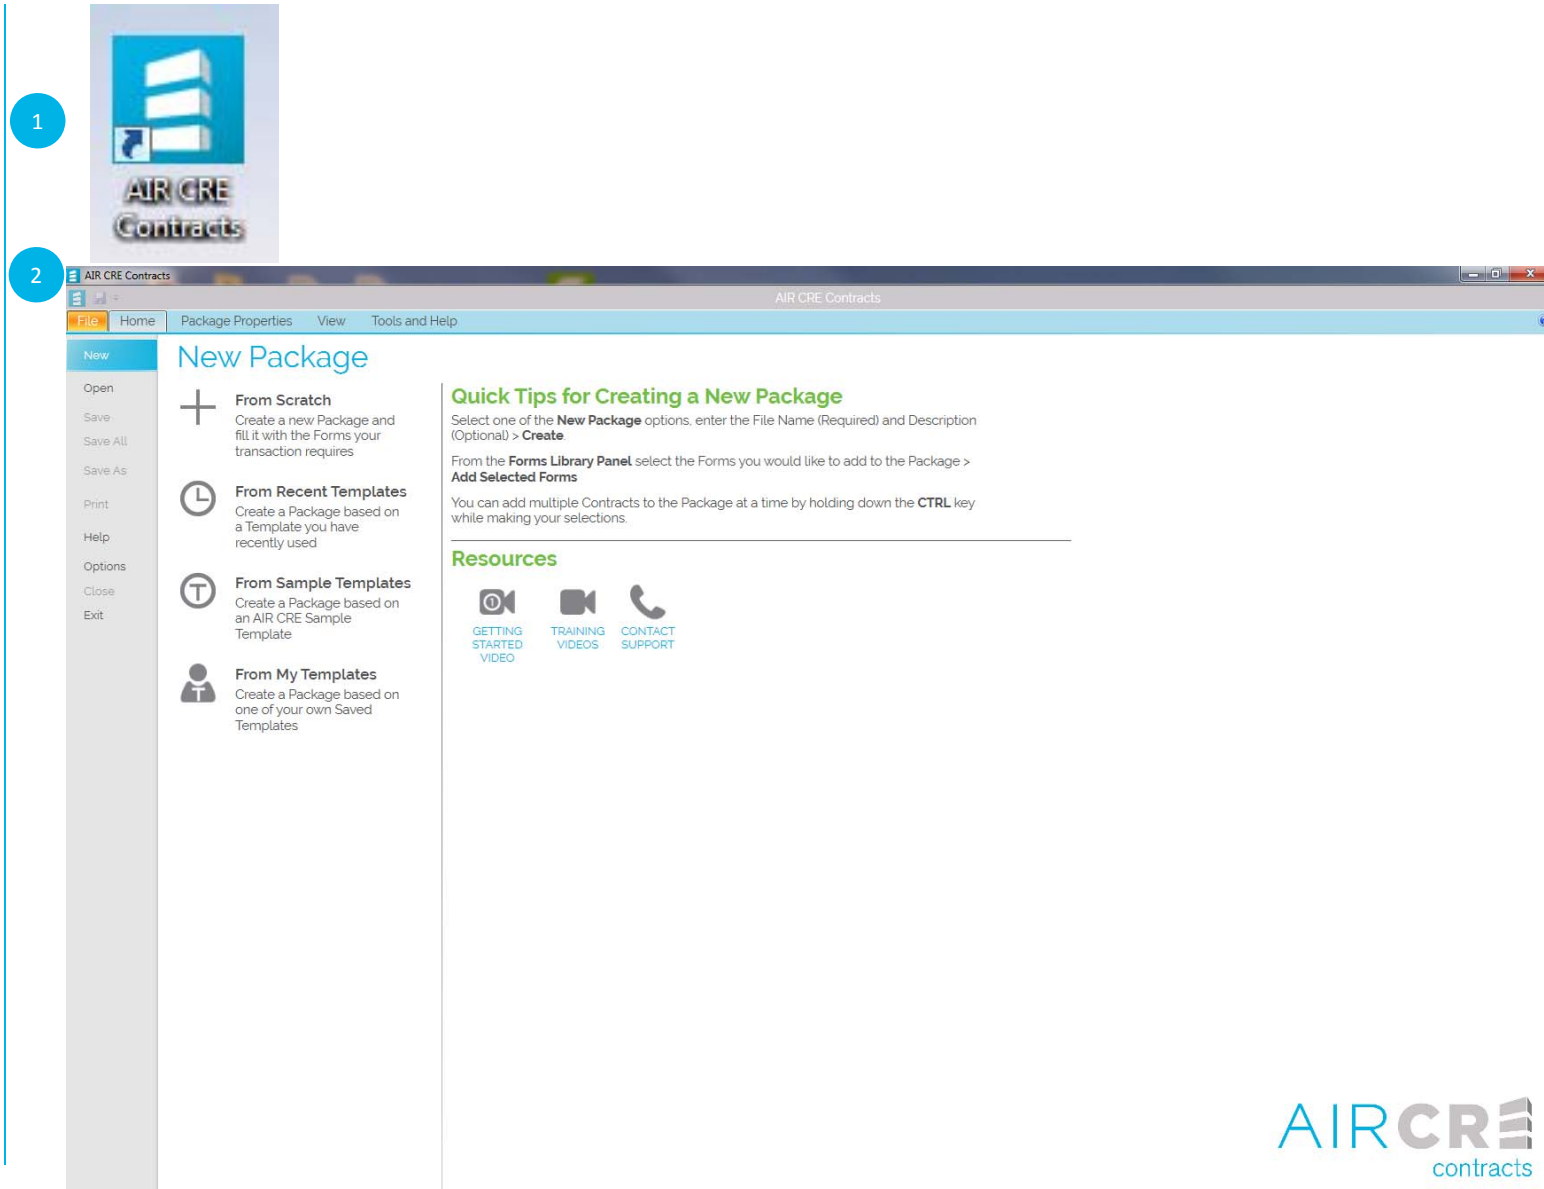 1
AIR CRE
Contracts
2
AIR CRE Contracts
AIR CRE Contracts
File Home Package Properties View Tools and Help
New
Open
Save
Save All
Save As
Print
Help
Options
Close
Exit
New Package
From Scratch
Create a new Package and
fill it with the Forms your
transaction requires
From Recent Templates
Create a Package based on
a Template you have
recently used
From Sample Templates
Create a Package based on
an AIR CRE Sample
Template
From My Templates
Create a Package based on
one of your own Saved
Templates
Quick Tips for Creating a New Package
Select one of the New Package options, enter the File Name (Required) and Description
(Optional) > Create.
From the Forms Library Panel select the Forms you would like to add to the Package >
Add Selected Forms
You can add multiple Contracts to the Package at a time by holding down the CTRL key
while making your selections.
Resources
GETTING
STARTED
VIDEO
TRAINING
VIDEOS
CONTACT
SUPPORT
AIRCRE
contracts